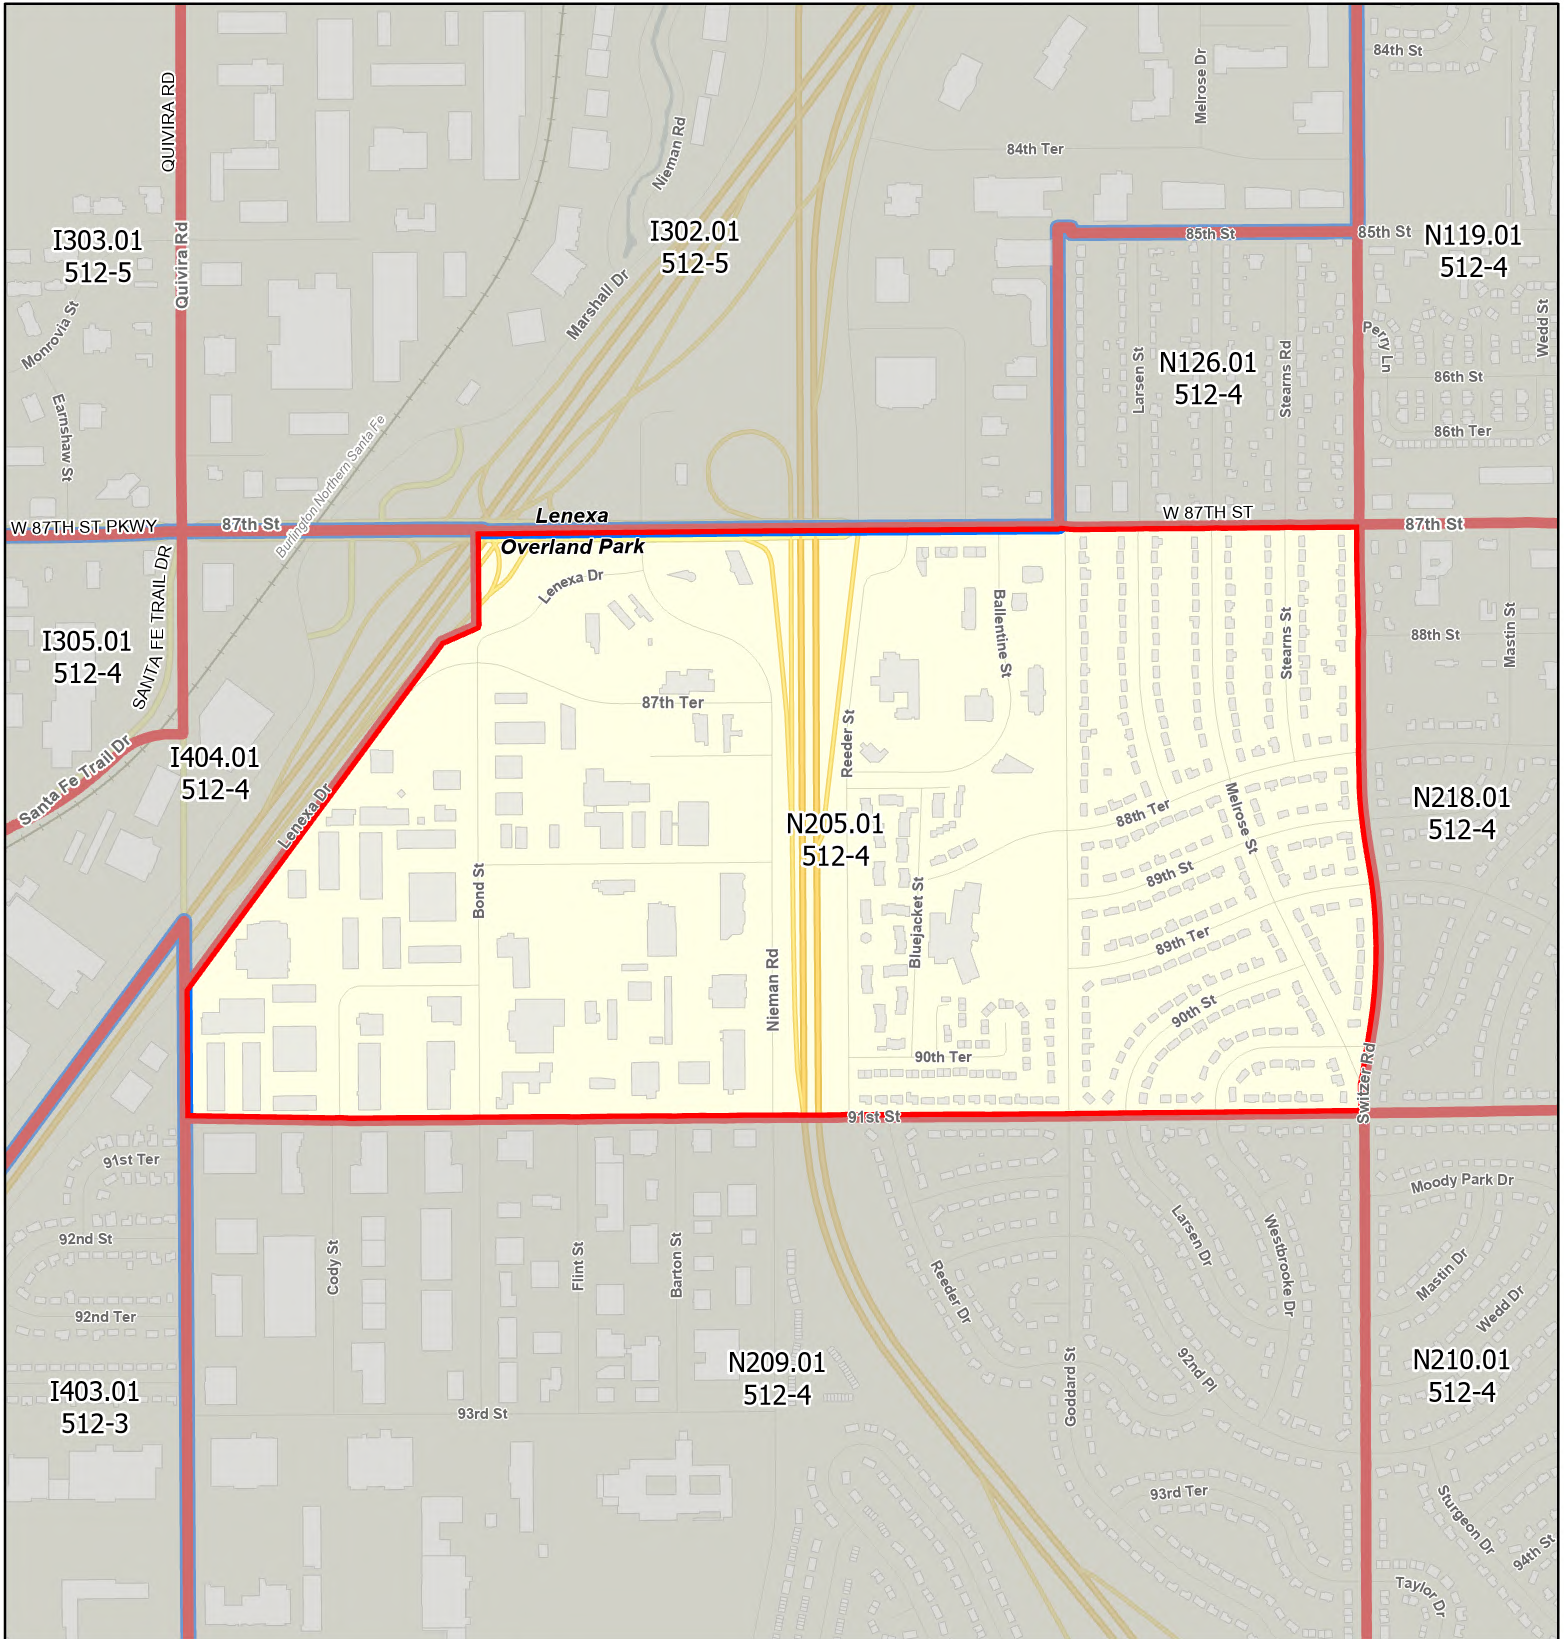 84th St
QUIVIRA RD
Nieman Rd
Melrose Dr
84th Ter
I303.01
512-5
Quivira Rd
I302.01
512-5
85th St
85th St
N119.01
512-4
Marshall Dr
Monrovia St
Perry Ln
Wedd St
N126.01
512-4
Larsen St
Stearns Rd
86th St
Earnshaw St
86th Ter
Burlington Northern Santa Fe
W 87TH ST PKWY
87th St
Lenexa
Overland Park
W 87TH ST
87th St
SANTA FE TRAIL DR
Lenexa Dr
Ballentine St
Stearns St
88th St
Mastin St
I305.01
512-4
87th Ter
Reeder St
I404.01
512-4
Santa Fe Trail Dr
Lenexa Dr
N205.01
512-4
88th Ter
Melrose St
N218.01
512-4
Bond St
89th St
Bluejacket St
89th Ter
Nieman Rd
90th St
90th Ter
Switzer Rd
91st St
91st Ter
Moody Park Dr
92nd St
Cody St
Flint St
Barton St
Reeder Dr
Larsen Dr
Westbrooke Dr
Mastin Dr
Wedd Dr
92nd Ter
N209.01
512-4
Goddard St
92nd Pl
N210.01
512-4
I403.01
512-3
93rd St
93rd Ter
Sturgeon Dr
94th St
Taylor Dr